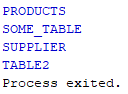 PRODUCTS
SOME_TABLE
SUPPLIER
TABLE2
Process exited.